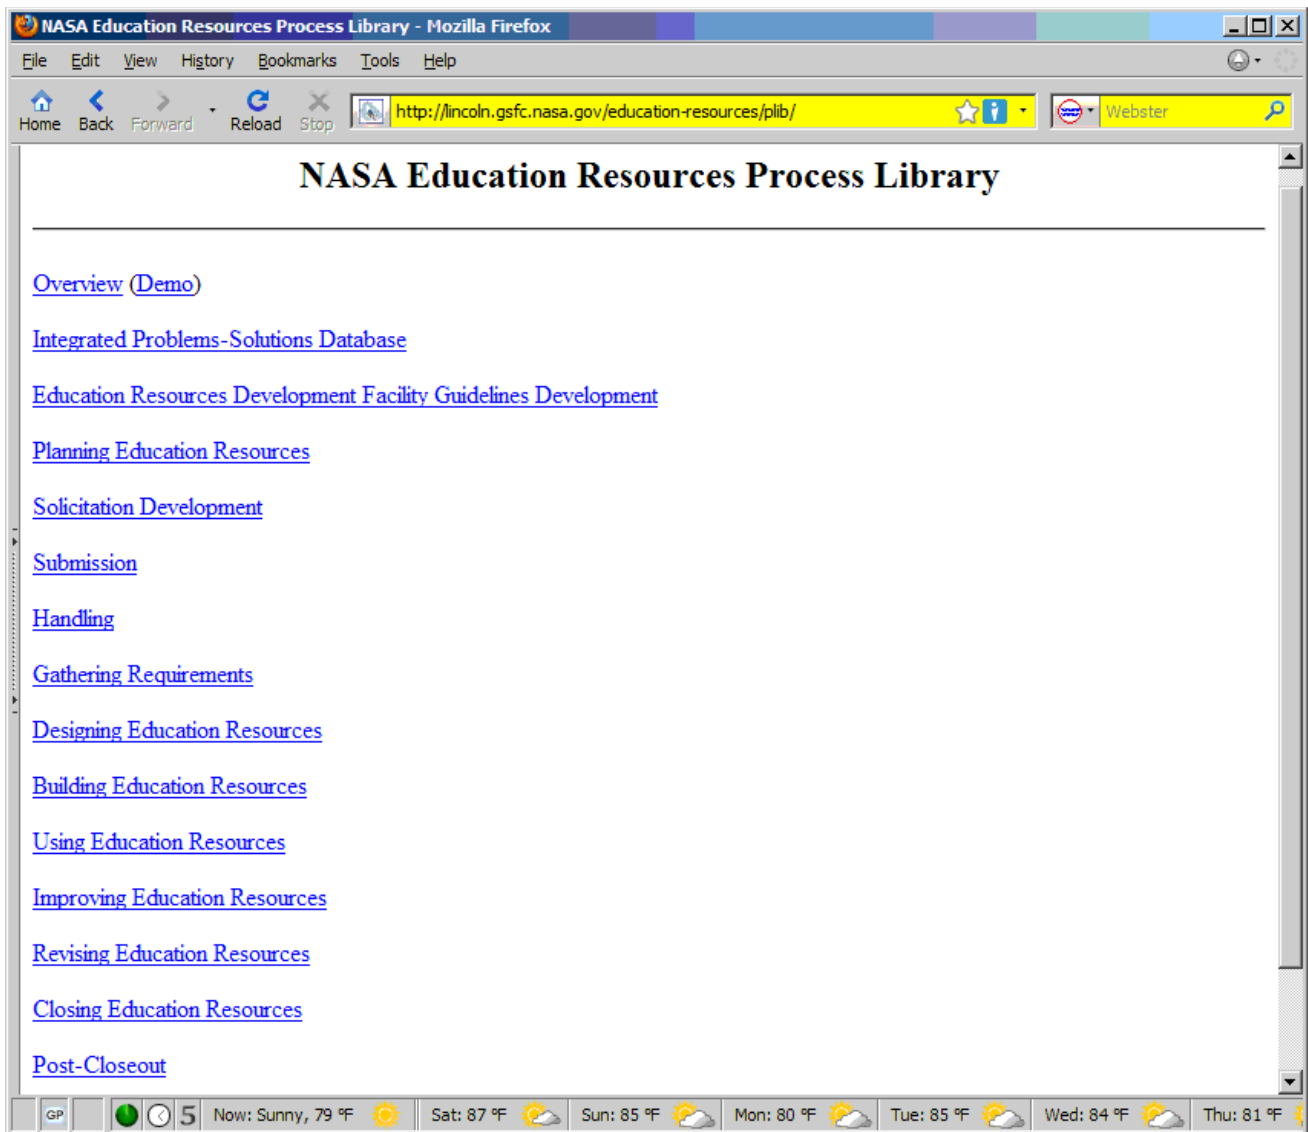 NASA Education Resources Process Library - Mozilla Firefox
File Edit View History Bookmarks Tools Help
Home Back Forward Reload Stop http://lincoln.gsfc.nasa.gov/education-resources/plib/ Webster
NASA Education Resources Process Library
Overview (Demo)
Integrated Problems-Solutions Database
Education Resources Development Facility Guidelines Development
Planning Education Resources
Solicitation Development
Submission
Handling
Gathering Requirements
Designing Education Resources
Building Education Resources
Using Education Resources
Improving Education Resources
Revising Education Resources
Closing Education Resources
Post-Closeout
GP 5 Now: Sunny, 79 °F Sat: 87 °F Sun: 85 °F Mon: 80 °F Tue: 85 °F Wed: 84 °F Thu: 81 °F